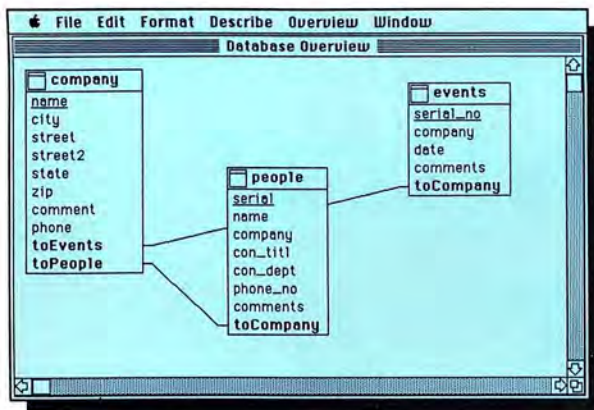 File Edit Format Describe Overview Window
Database Overview
company
name
city
street
street2
state
zip
comment
phone
toEvents
toPeople
people
serial
name
company
con_titl
con_dept
phone_no
comments
toCompany
events
serial_no
company
date
comments
toCompany